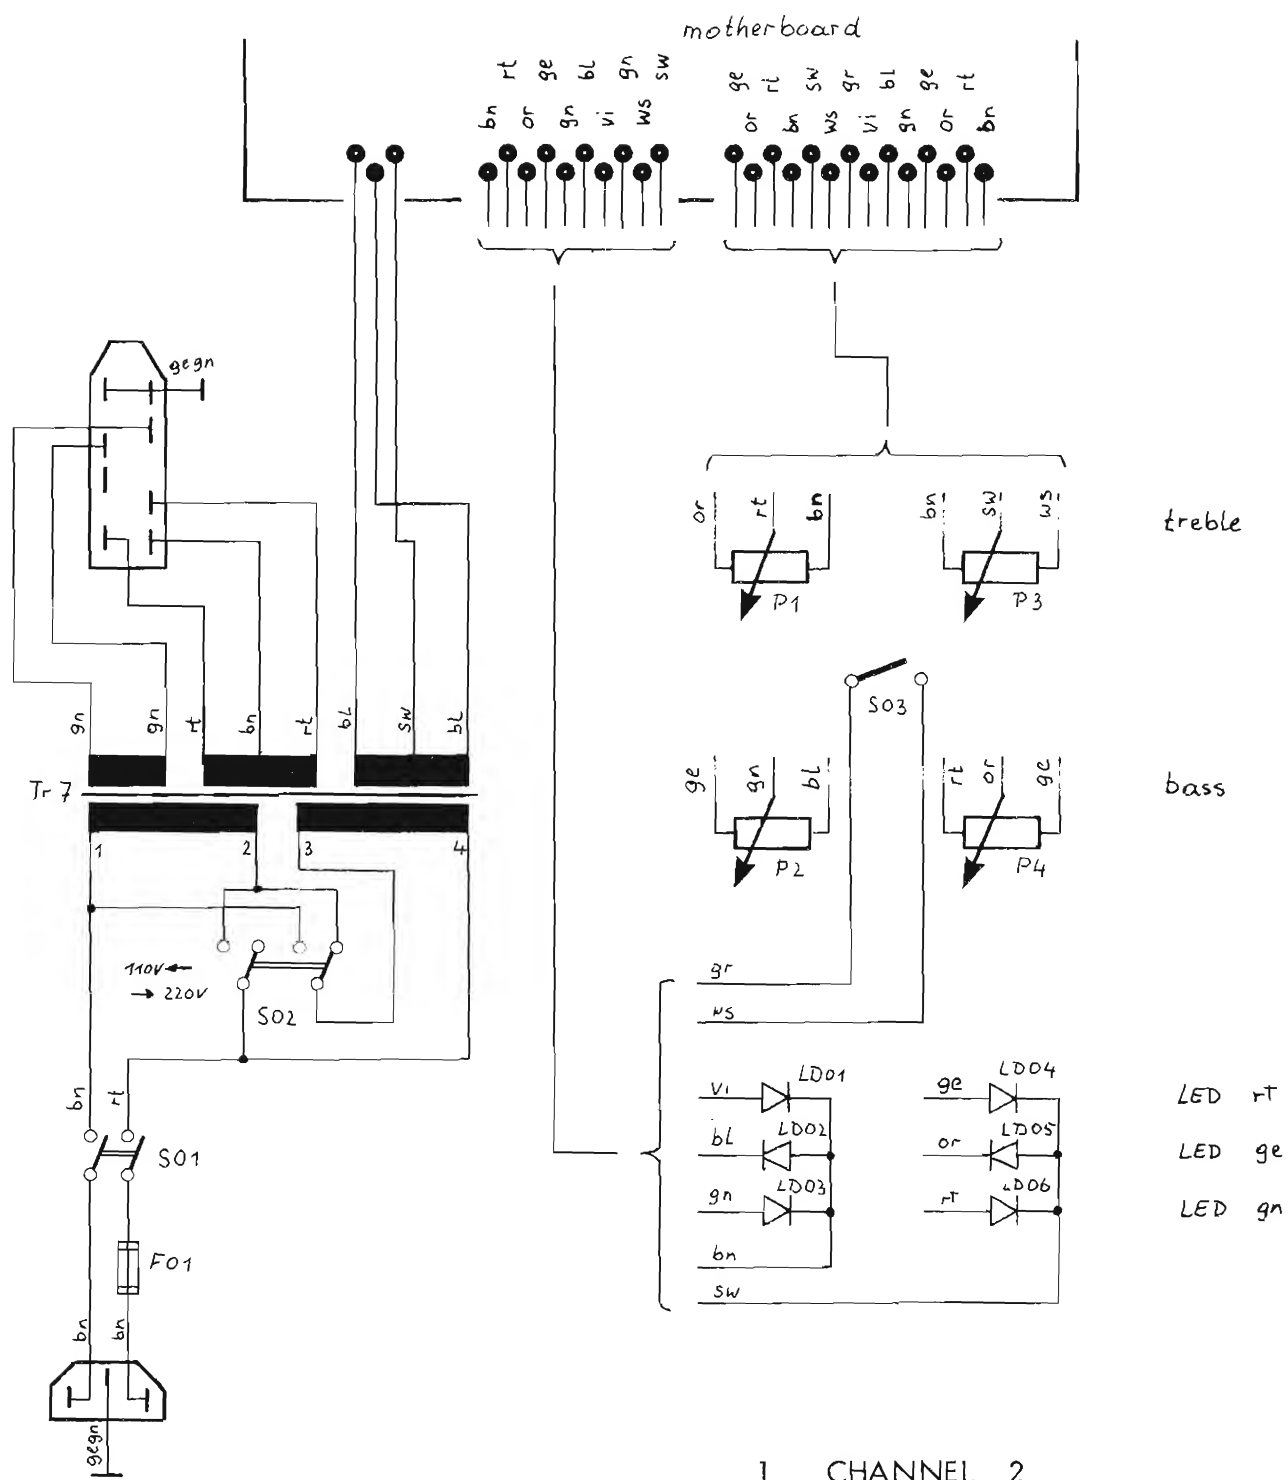 motherboard
rt ge bl gn sw
bn or gn vi ws
ge rt sw gr bl ge rt
or bn ws vi gn or bn
gegn
or rt bn
bn sw ws
treble
P1
P3
S03
gn gn rt bn rt bl sw bl
Tr 7
ge gn bl
rt or ge
bass
1 2 3 4
P2
P4
110V
220V
S02
gr
ws
bn rt
vi LD01
ge LD04
LED rt
S01
bl LD02
or LD05
LED ge
gn LD03
rt LD06
LED gn
F01
bn
sw
bn bn
gegn
1 CHANNEL 2